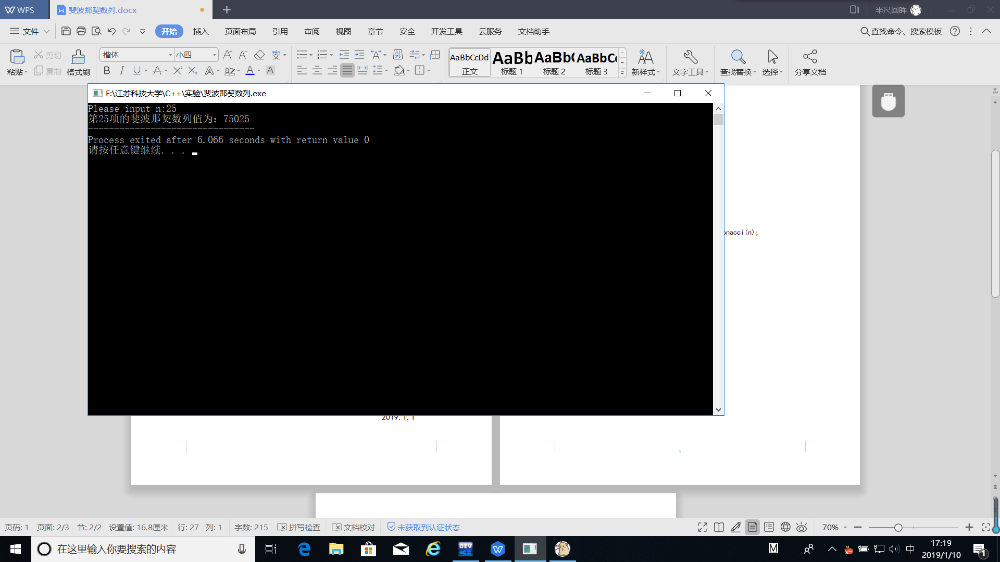 WPS
斐波那契数列.docx
半尺回眸
文件
开始
插入
页面布局
引用
审阅
视图
章节
安全
开发工具
云服务
文档助手
查找命令、搜索模板
粘贴
剪切
复制
格式刷
楷体
小四
AaBbCcDd
正文
AaBb
标题 1
AaBb(
标题 2
AaBbC
标题 3
新样式
文字工具
查找替换
选择
分享文档
E:\江苏科技大学\C++\实验\斐波那契数列.exe
Please input n:25
第25项的斐波那契数列值为：75025
--------------------------------
Process exited after 6.066 seconds with return value 0
请按任意键继续. . .
onacci(n);
2019.1.1
1
页码: 1
页面: 2/3
节: 2/2
设置值: 16.8厘米
行: 27
列: 1
字数: 215
拼写检查
文档校对
未获取到认证状态
70%
在这里输入你要搜索的内容
DEV
M
中
17:19
2019/1/10
1